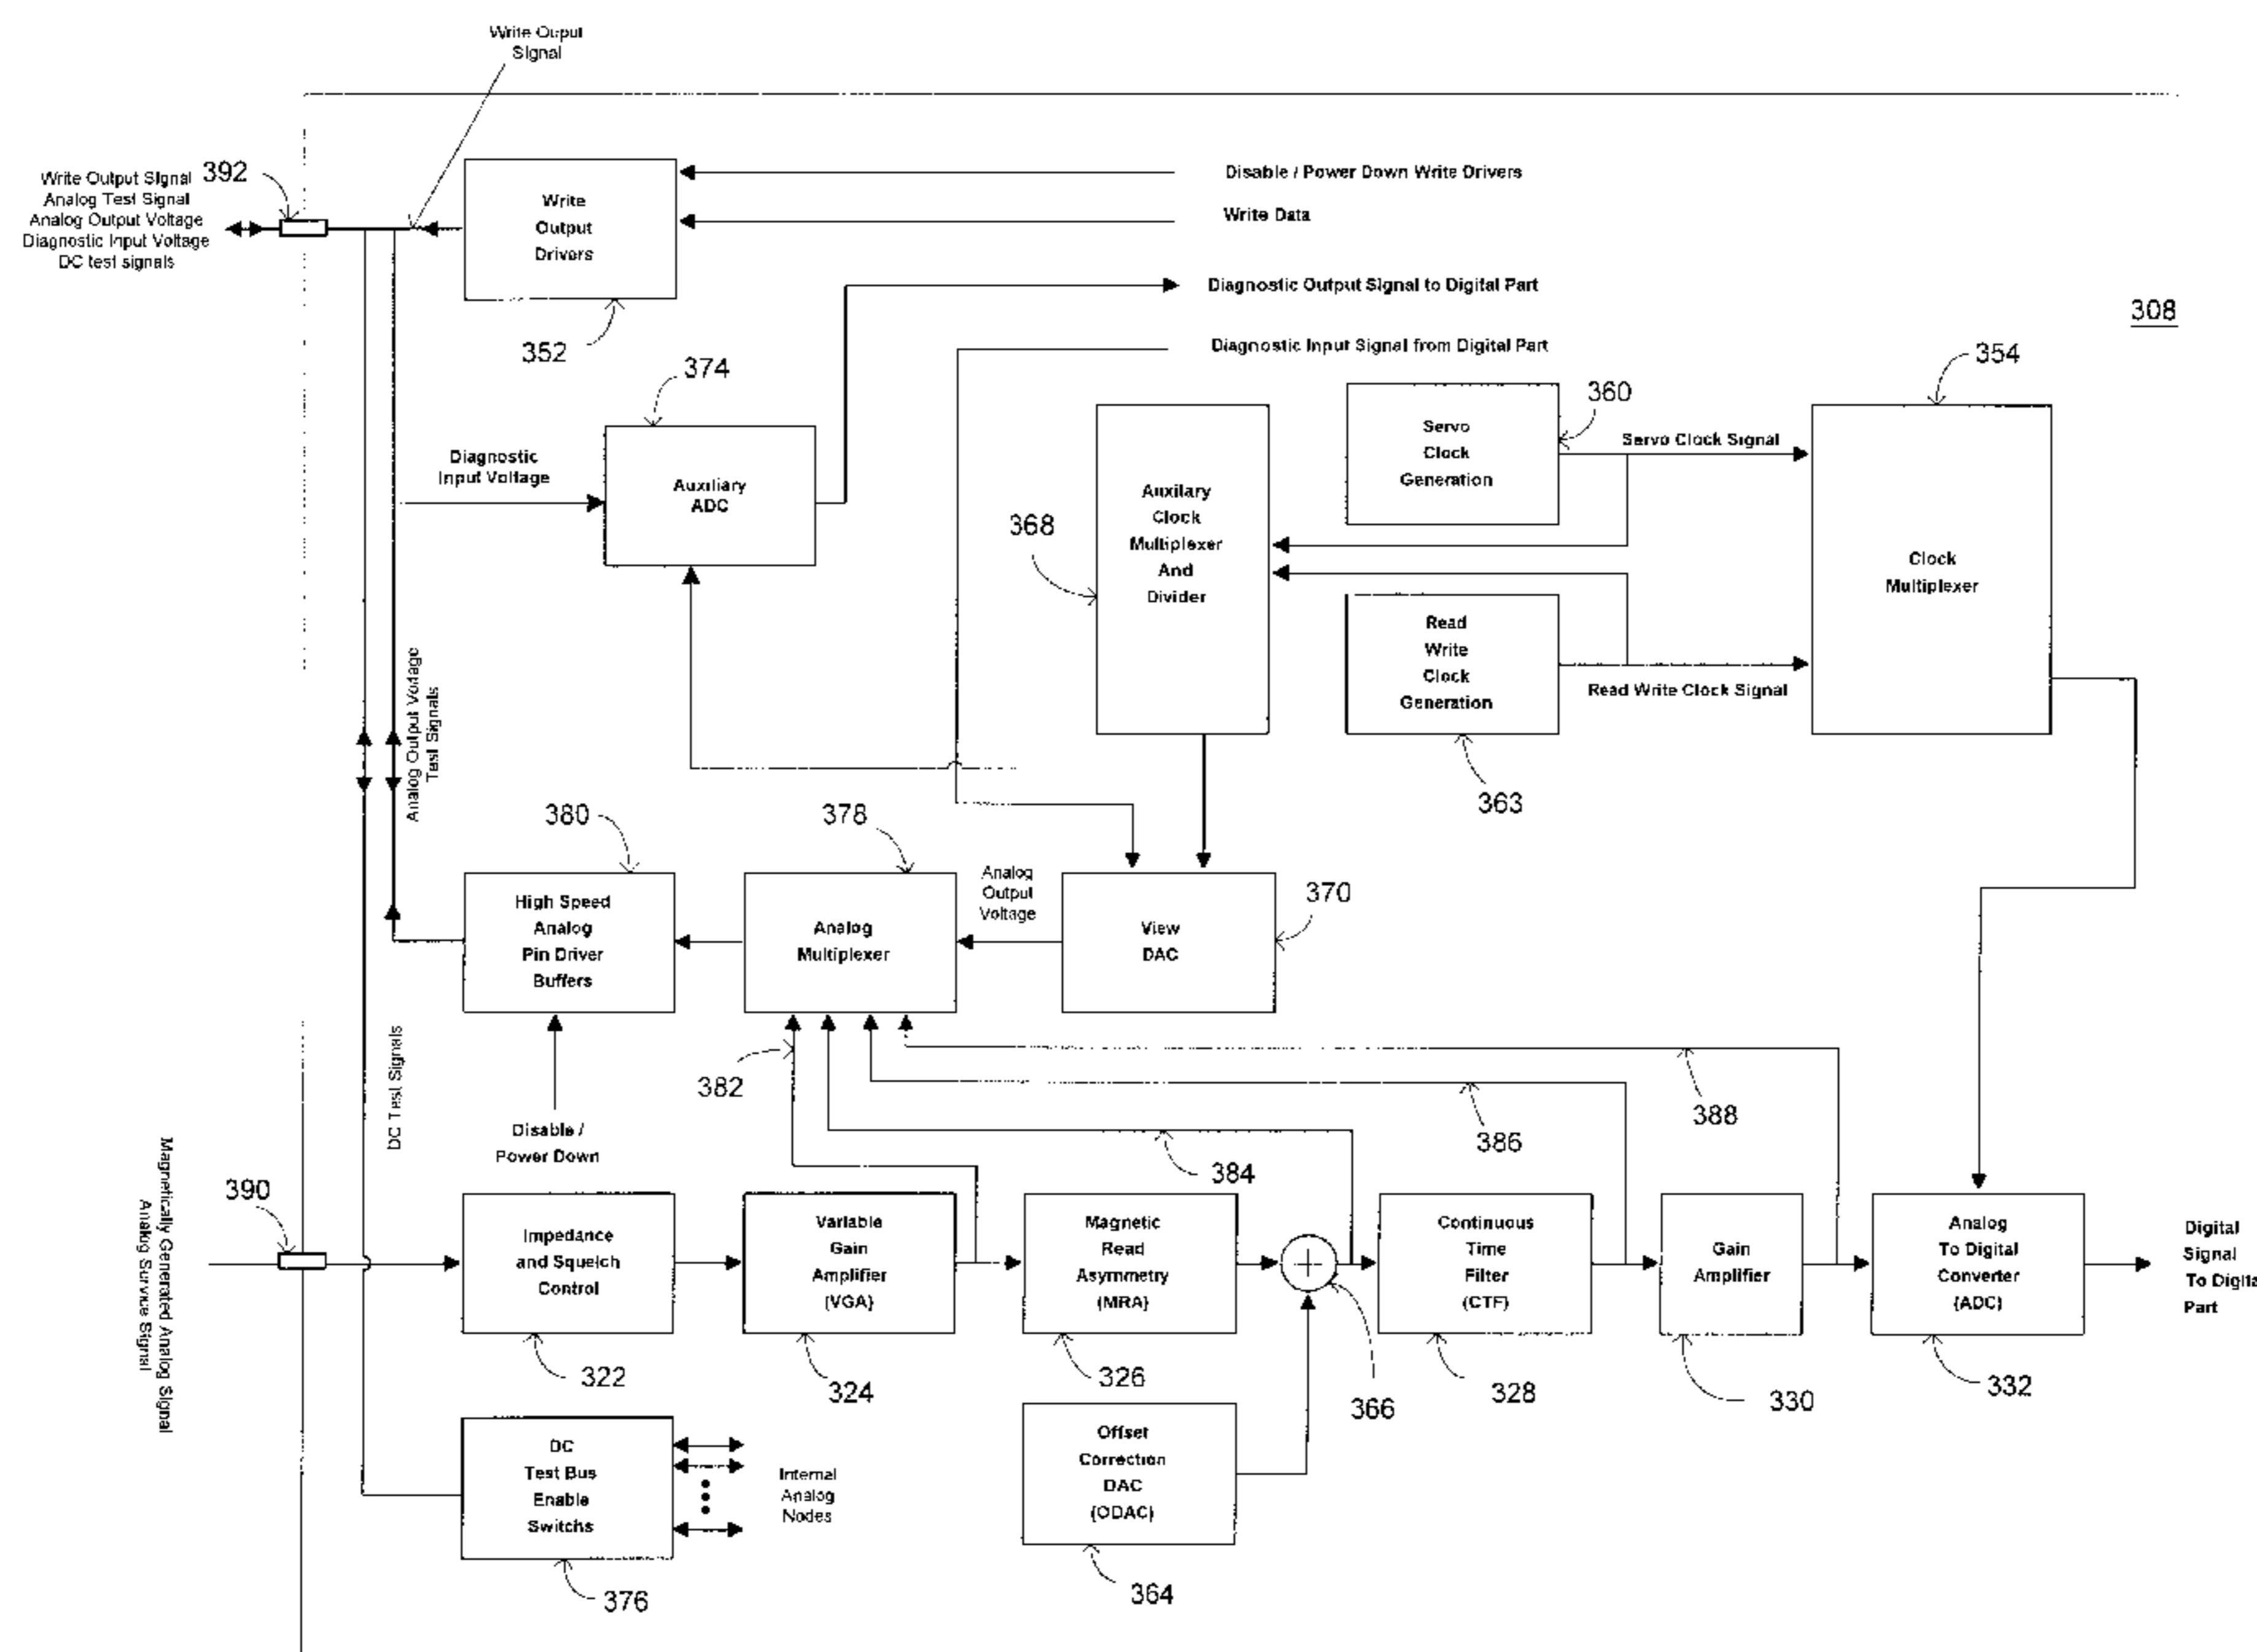 Write Ouput
Signal
392
Write Output Signal
Analog Test Signal
Analog Output Voltage
Diagnostic Input Voltage
DC test signals
Write
Output
Drivers
352
Disable / Power Down Write Drivers
Write Data
Diagnostic Output Signal to Digital Part
Diagnostic Input Signal from Digital Part
308
374
Diagnostic
Input Voltage
Auxiliary
ADC
368
Auxilary
Clock
Multiplexer
And
Divider
Servo
Clock
Generation
360
Servo Clock Signal
354
Clock
Multiplexer
Read
Write
Clock
Generation
Read Write Clock Signal
363
Analog Output Voltage
Test Signals
380
High Speed
Analog
Pin Driver
Buffers
378
Analog
Multiplexer
Analog
Output
Voltage
View
DAC
370
DC Test Signals
Disable /
Power Down
382
384
386
388
Magnetically Generated Analog Signal
Analog Survice Signal
390
Impedance
and Squelch
Control
322
Variable
Gain
Amplifier
(VGA)
324
Magnetic
Read
Asymmetry
(MRA)
326
366
Continuous
Time
Filter
(CTF)
328
Gain
Amplifier
330
Analog
To Digital
Converter
(ADC)
332
Digital
Signal
To Digita
Part
DC
Test Bus
Enable
Switchs
376
Internal
Analog
Nodes
Offset
Correction
DAC
(ODAC)
364